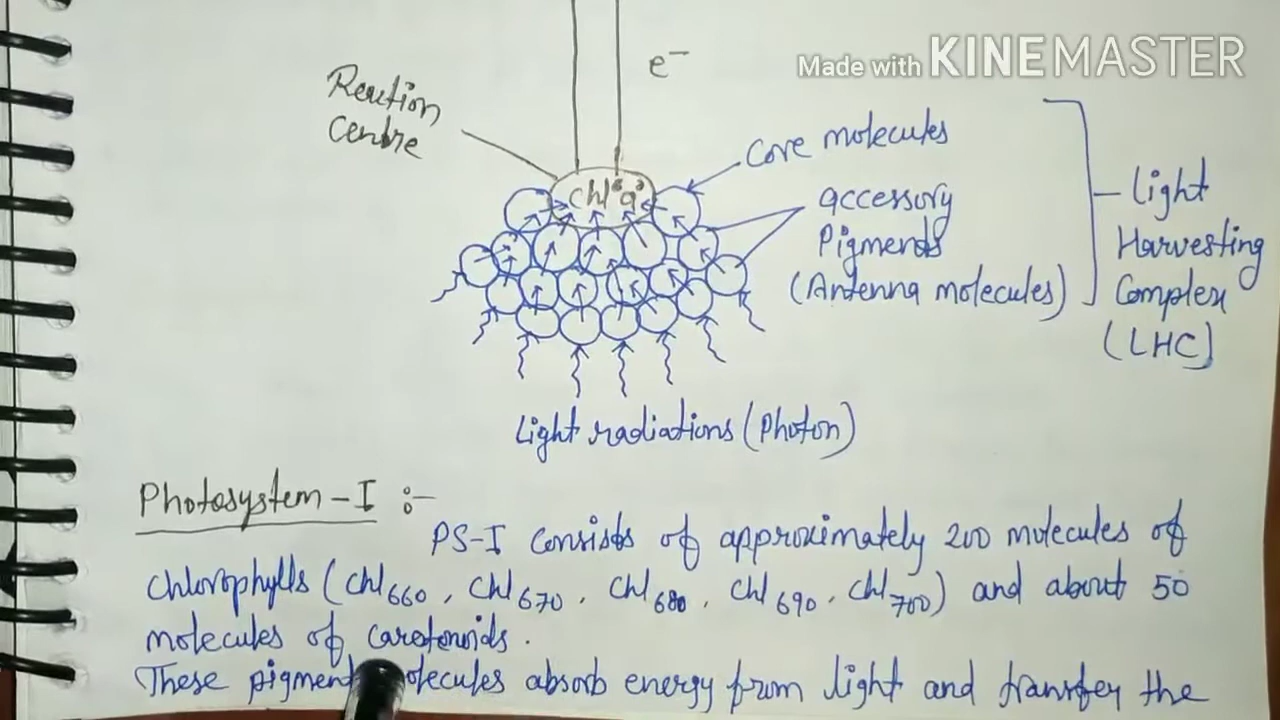 Made with KINEMASTER
e⁻
Reaction
Centre
Chl "a"
Core molecules
accessory
Pigments
(Antenna molecules)
Light
Harvesting
Complex
(LHC)
Light radiations (Photon)
Photosystem-I :-
PS-I consists of approximately 200 molecules of
chlorophylls (Chl₆₆₀, Chl₆₇₀, Chl₆₈₀, Chl₆₉₀, Chl₇₀₀) and about 50
molecules of carotenoids.
These pigment molecules absorb energy from light and transfer the